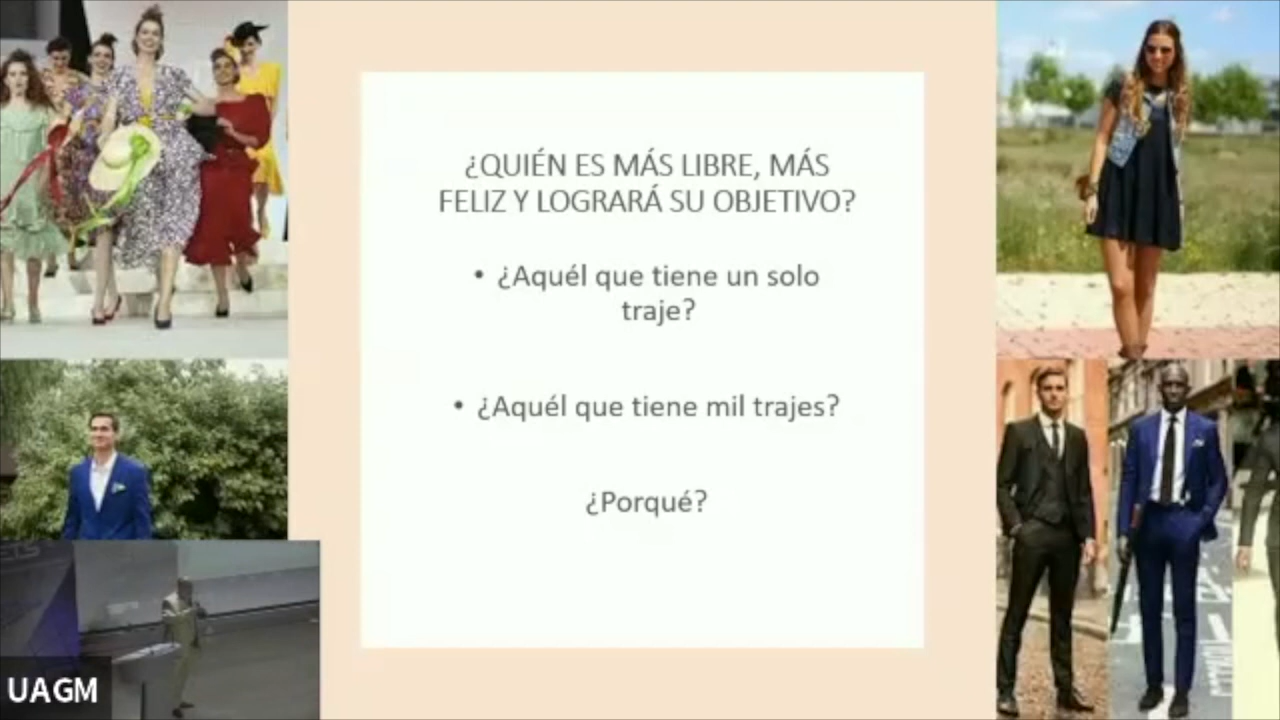 ¿QUIÉN ES MÁS LIBRE, MÁS
FELIZ Y LOGRARÁ SU OBJETIVO?
• ¿Aquél que tiene un solo
traje?
• ¿Aquél que tiene mil trajes?
¿Porqué?
UAGM